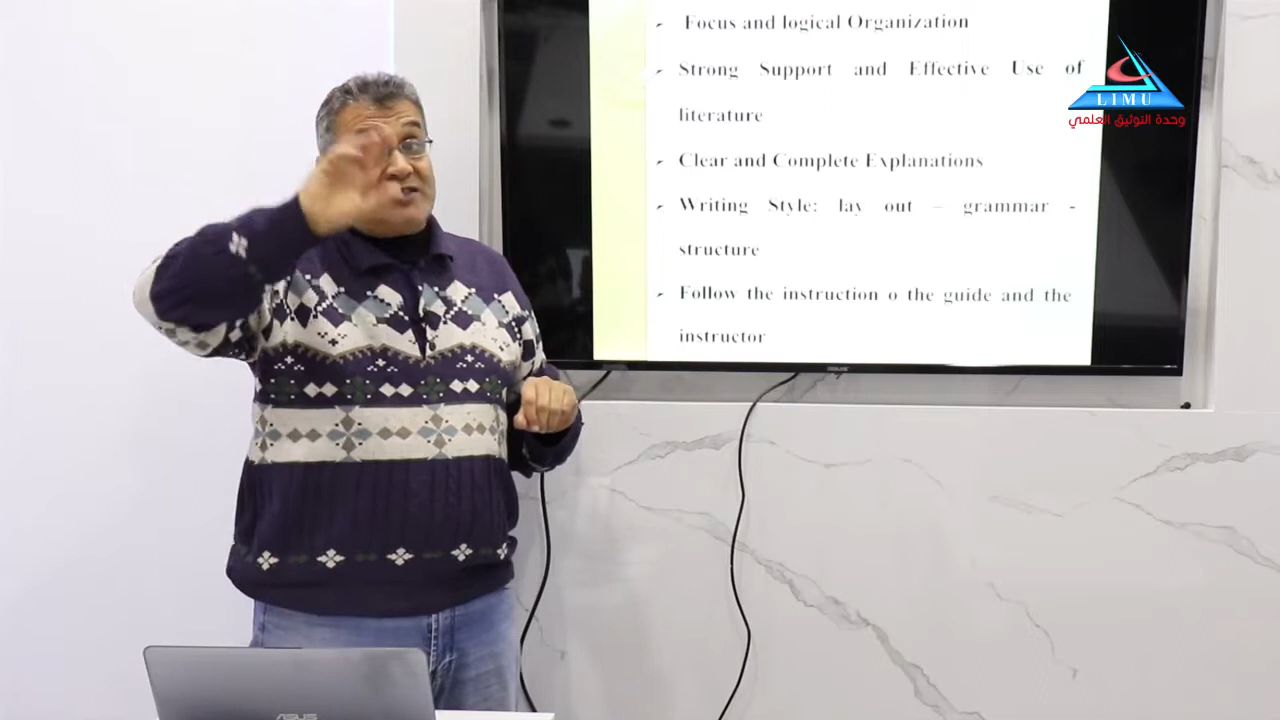 Focus and logical Organization
Strong Support and Effective Use of
literature
Clear and Complete Explanations
Writing Style: lay out – grammar -
structure
Follow the instruction o the guide and the
instructor
LIMU
وحدة التوثيق العلمي
ASUS